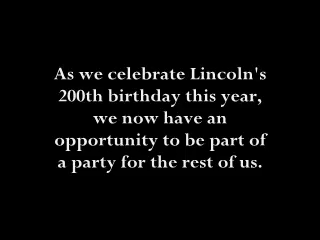 As we celebrate Lincoln's
200th birthday this year,
we now have an
opportunity to be part of
a party for the rest of us.